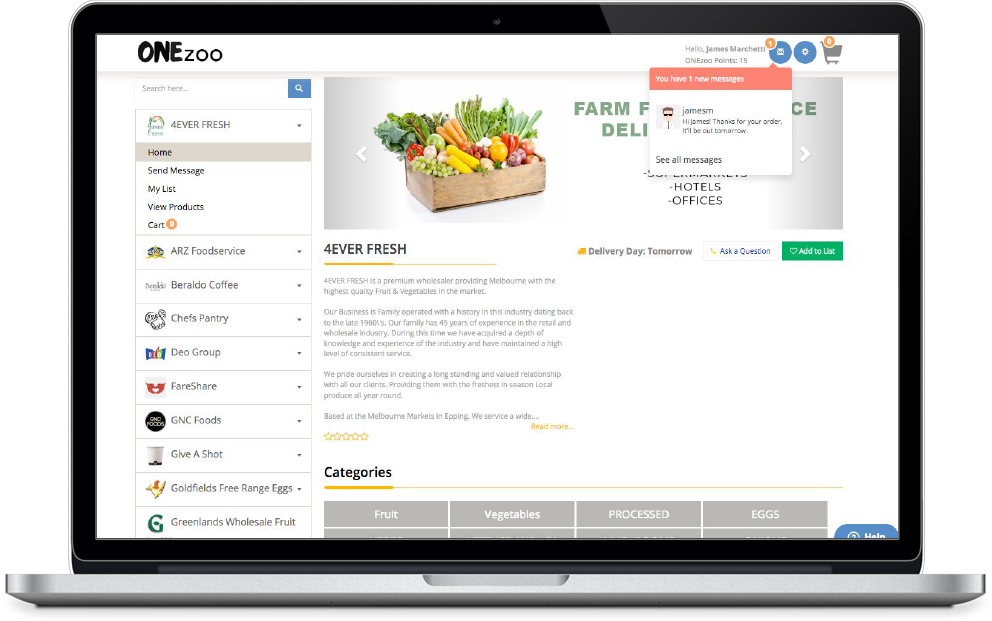 ONEzoo
Hello, James Marchetti
ONEzoo Points: 15
1
0
You have 1 new messages
jamesm
Hi James! Thanks for your order,
It'll be out tomorrow.
See all messages
Search here...
4EVER FRESH
Home
Send Message
My List
View Products
Cart 0
ARZ Foodservice
Beraldo Coffee
Chefs Pantry
Deo Group
FareShare
GNC Foods
Give A Shot
Goldfields Free Range Eggs
Greenlands Wholesale Fruit
FARM F CE
DELI
-SUPERMARKETS
-HOTELS
-OFFICES
4EVER FRESH
Delivery Day: Tomorrow
Ask a Question
Add to List
4EVER FRESH is a premium wholesaler providing Melbourne with the
highest quality Fruit & Vegetables in the market.
Our Business is Family operated with a history in this industry dating back
to the late 1960\'s. Our family has 45 years of experience in the retail and
wholesale industry. During this time we have acquired a depth of
knowledge and experience of the industry and have maintained a high
level of consistent service.
We pride ourselves in creating a long standing and valued relationship
with all our clients. Providing them with the freshest in season Local
produce all year round.
Based at the Melbourne Markets in Epping. We service a wide....
Read more...
Categories
Fruit
Vegetables
PROCESSED
EGGS
Help